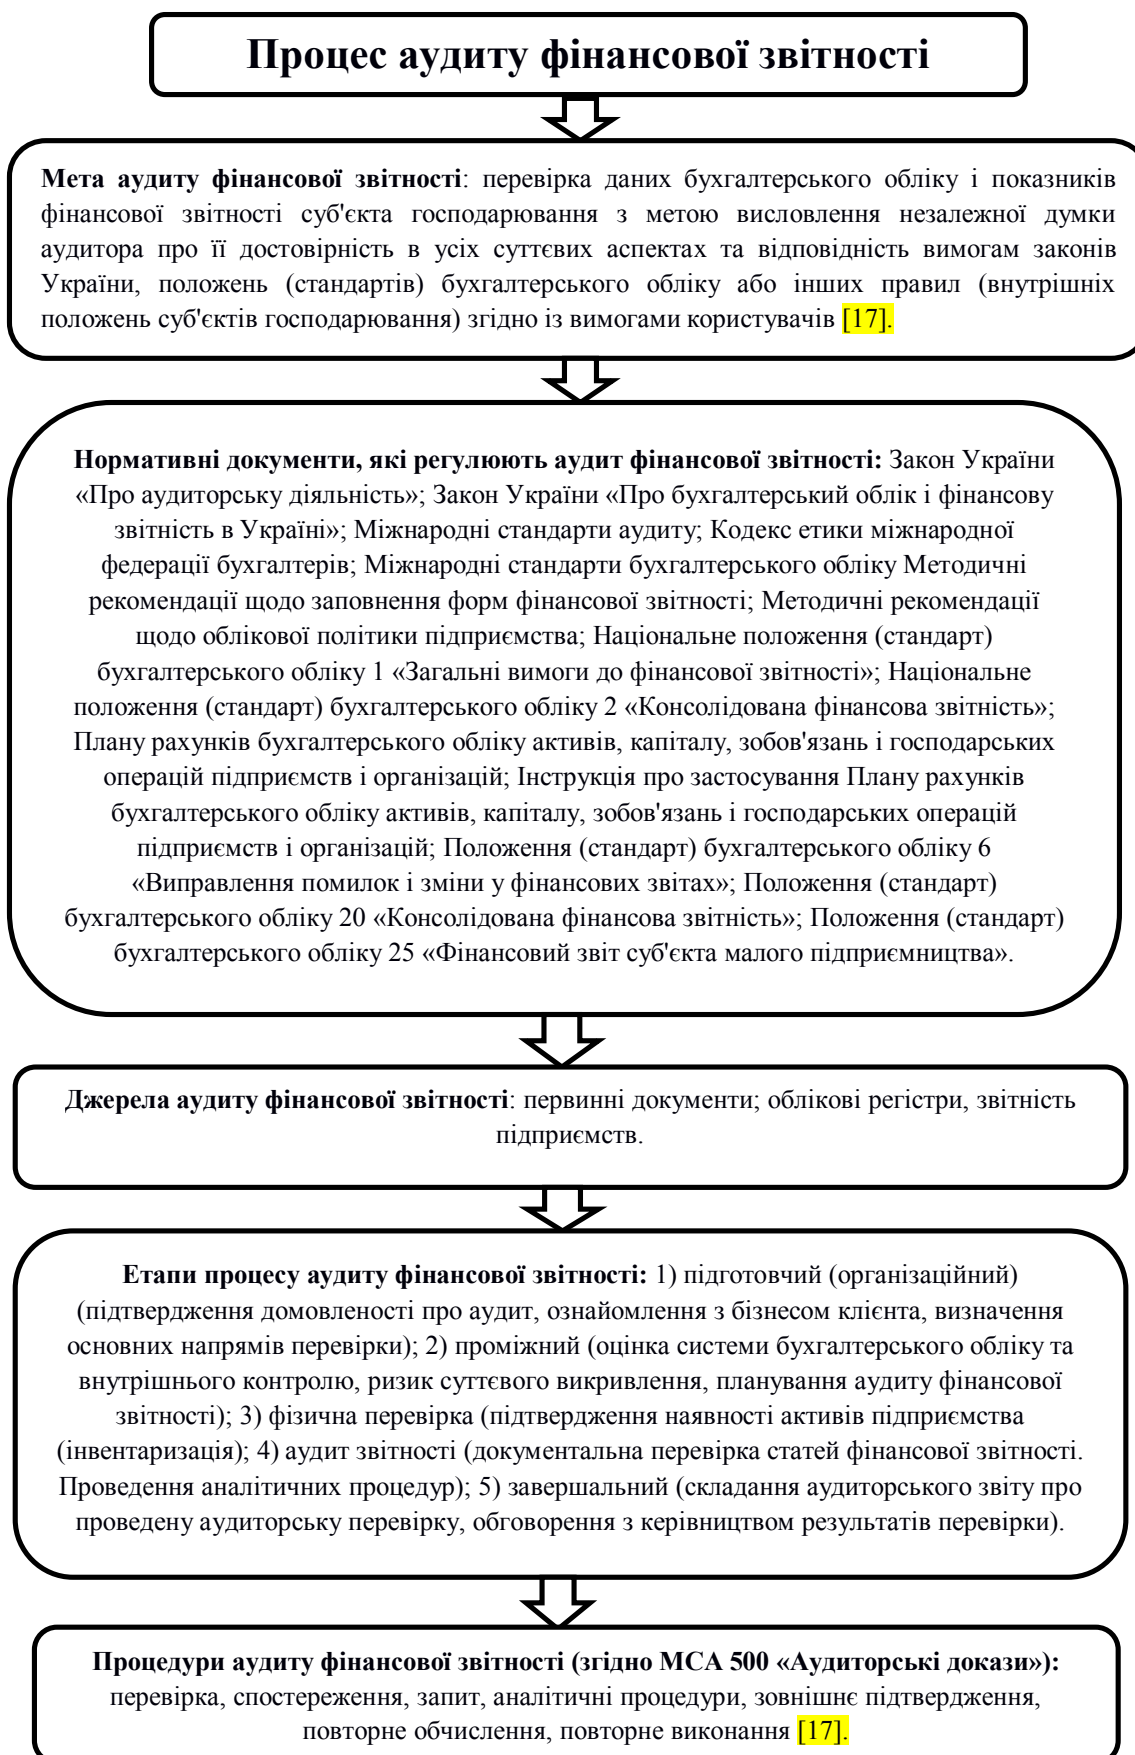 Процес аудиту фінансової звітності
Мета аудиту фінансової звітності: перевірка даних бухгалтерського обліку і показників
фінансової звітності суб'єкта господарювання з метою висловлення незалежної думки
аудитора про її достовірність в усіх суттєвих аспектах та відповідність вимогам законів
України, положень (стандартів) бухгалтерського обліку або інших правил (внутрішніх
положень суб'єктів господарювання) згідно із вимогами користувачів [17].
Нормативні документи, які регулюють аудит фінансової звітності: Закон України
«Про аудиторську діяльність»; Закон України «Про бухгалтерський облік і фінансову
звітність в Україні»; Міжнародні стандарти аудиту; Кодекс етики міжнародної
федерації бухгалтерів; Міжнародні стандарти бухгалтерського обліку Методичні
рекомендації щодо заповнення форм фінансової звітності; Методичні рекомендації
щодо облікової політики підприємства; Національне положення (стандарт)
бухгалтерського обліку 1 «Загальні вимоги до фінансової звітності»; Національне
положення (стандарт) бухгалтерського обліку 2 «Консолідована фінансова звітність»;
Плану рахунків бухгалтерського обліку активів, капіталу, зобов'язань і господарських
операцій підприємств і організацій; Інструкція про застосування Плану рахунків
бухгалтерського обліку активів, капіталу, зобов'язань і господарських операцій
підприємств і організацій; Положення (стандарт) бухгалтерського обліку 6
«Виправлення помилок і зміни у фінансових звітах»; Положення (стандарт)
бухгалтерського обліку 20 «Консолідована фінансова звітність»; Положення (стандарт)
бухгалтерського обліку 25 «Фінансовий звіт суб'єкта малого підприємництва».
Джерела аудиту фінансової звітності: первинні документи; облікові регістри, звітність
підприємств.
Етапи процесу аудиту фінансової звітності: 1) підготовчий (організаційний)
(підтвердження домовленості про аудит, ознайомлення з бізнесом клієнта, визначення
основних напрямів перевірки); 2) проміжний (оцінка системи бухгалтерського обліку та
внутрішнього контролю, ризик суттєвого викривлення, планування аудиту фінансової
звітності); 3) фізична перевірка (підтвердження наявності активів підприємства
(інвентаризація); 4) аудит звітності (документальна перевірка статей фінансової звітності.
Проведення аналітичних процедур); 5) завершальний (складання аудиторського звіту про
проведену аудиторську перевірку, обговорення з керівництвом результатів перевірки).
Процедури аудиту фінансової звітності (згідно МСА 500 «Аудиторські докази»):
перевірка, спостереження, запит, аналітичні процедури, зовнішнє підтвердження,
повторне обчислення, повторне виконання [17].